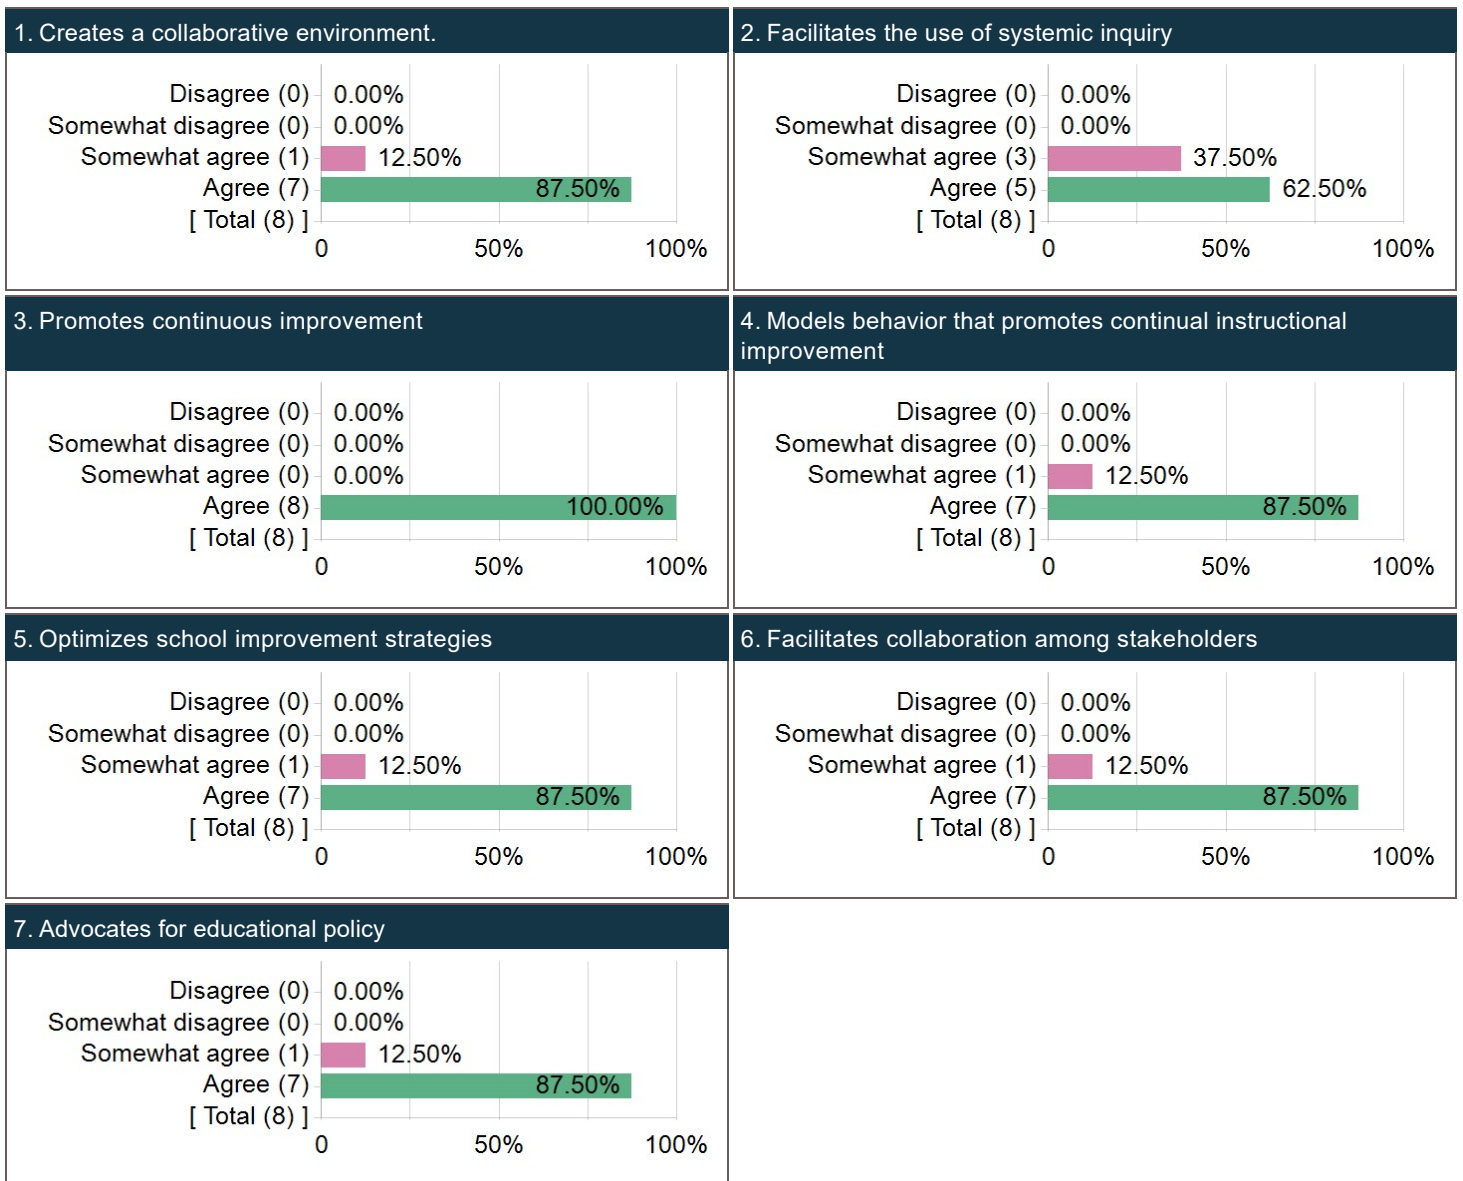 1. Creates a collaborative environment.
Disagree (0) 0.00%
Somewhat disagree (0) 0.00%
Somewhat agree (1) 12.50%
Agree (7) 87.50%
[ Total (8) ]
0 50% 100%
2. Facilitates the use of systemic inquiry
Disagree (0) 0.00%
Somewhat disagree (0) 0.00%
Somewhat agree (3) 37.50%
Agree (5) 62.50%
[ Total (8) ]
0 50% 100%
3. Promotes continuous improvement
Disagree (0) 0.00%
Somewhat disagree (0) 0.00%
Somewhat agree (0) 0.00%
Agree (8) 100.00%
[ Total (8) ]
0 50% 100%
4. Models behavior that promotes continual instructional
improvement
Disagree (0) 0.00%
Somewhat disagree (0) 0.00%
Somewhat agree (1) 12.50%
Agree (7) 87.50%
[ Total (8) ]
0 50% 100%
5. Optimizes school improvement strategies
Disagree (0) 0.00%
Somewhat disagree (0) 0.00%
Somewhat agree (1) 12.50%
Agree (7) 87.50%
[ Total (8) ]
0 50% 100%
6. Facilitates collaboration among stakeholders
Disagree (0) 0.00%
Somewhat disagree (0) 0.00%
Somewhat agree (1) 12.50%
Agree (7) 87.50%
[ Total (8) ]
0 50% 100%
7. Advocates for educational policy
Disagree (0) 0.00%
Somewhat disagree (0) 0.00%
Somewhat agree (1) 12.50%
Agree (7) 87.50%
[ Total (8) ]
0 50% 100%